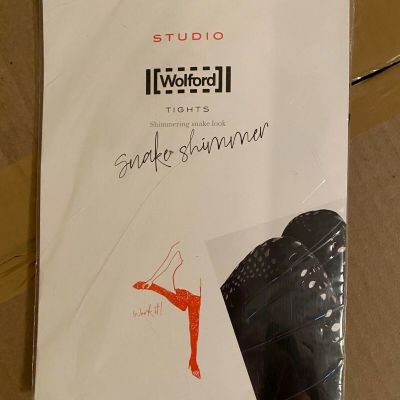 STUDIO
Wolford
TIGHTS
Shimmering snake look
Snake shimmer
Work it!